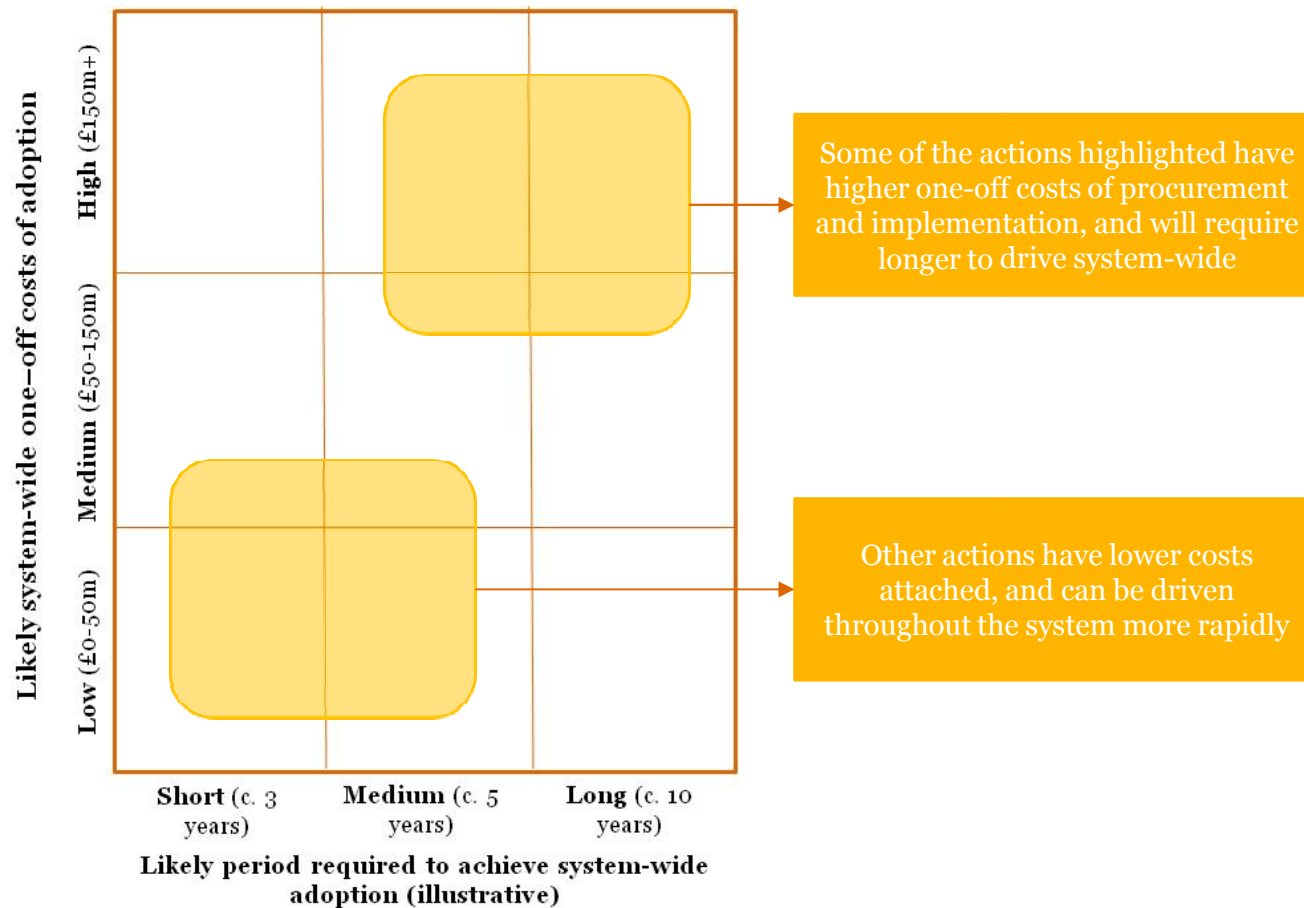 Likely system-wide one–off costs of adoption
High (£150m+)
Medium (£50-150m)
Low (£0-50m)
Some of the actions highlighted have
higher one-off costs of procurement
and implementation, and will require
longer to drive system-wide
Other actions have lower costs
attached, and can be driven
throughout the system more rapidly
Short (c. 3
years)
Medium (c. 5
years)
Long (c. 10
years)
Likely period required to achieve system-wide
adoption (illustrative)